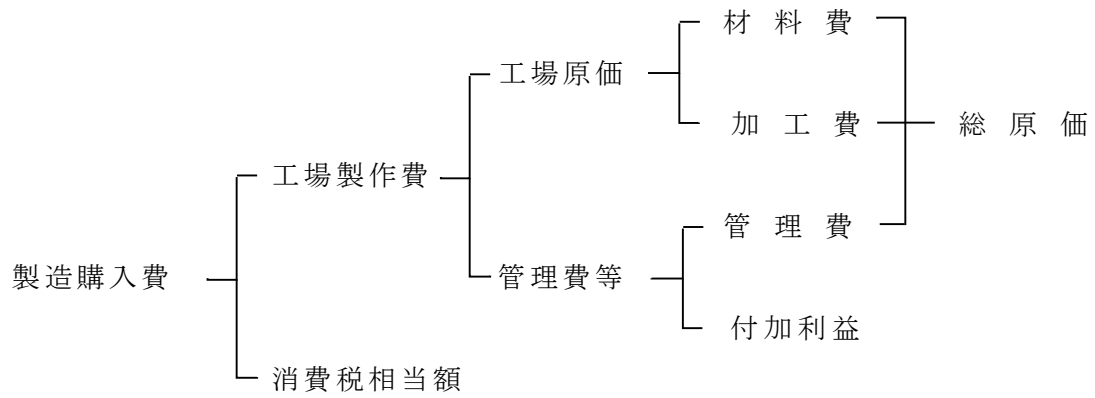 材料費
工場原価
加工費
総原価
工場製作費
管理費
製造購入費
管理費等
付加利益
消費税相当額